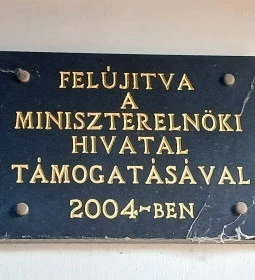 FELÚJITVA
A
MINISZTERELNÖKI
HIVATAL
TÁMOGATÁSÁVAL
2004-BEN